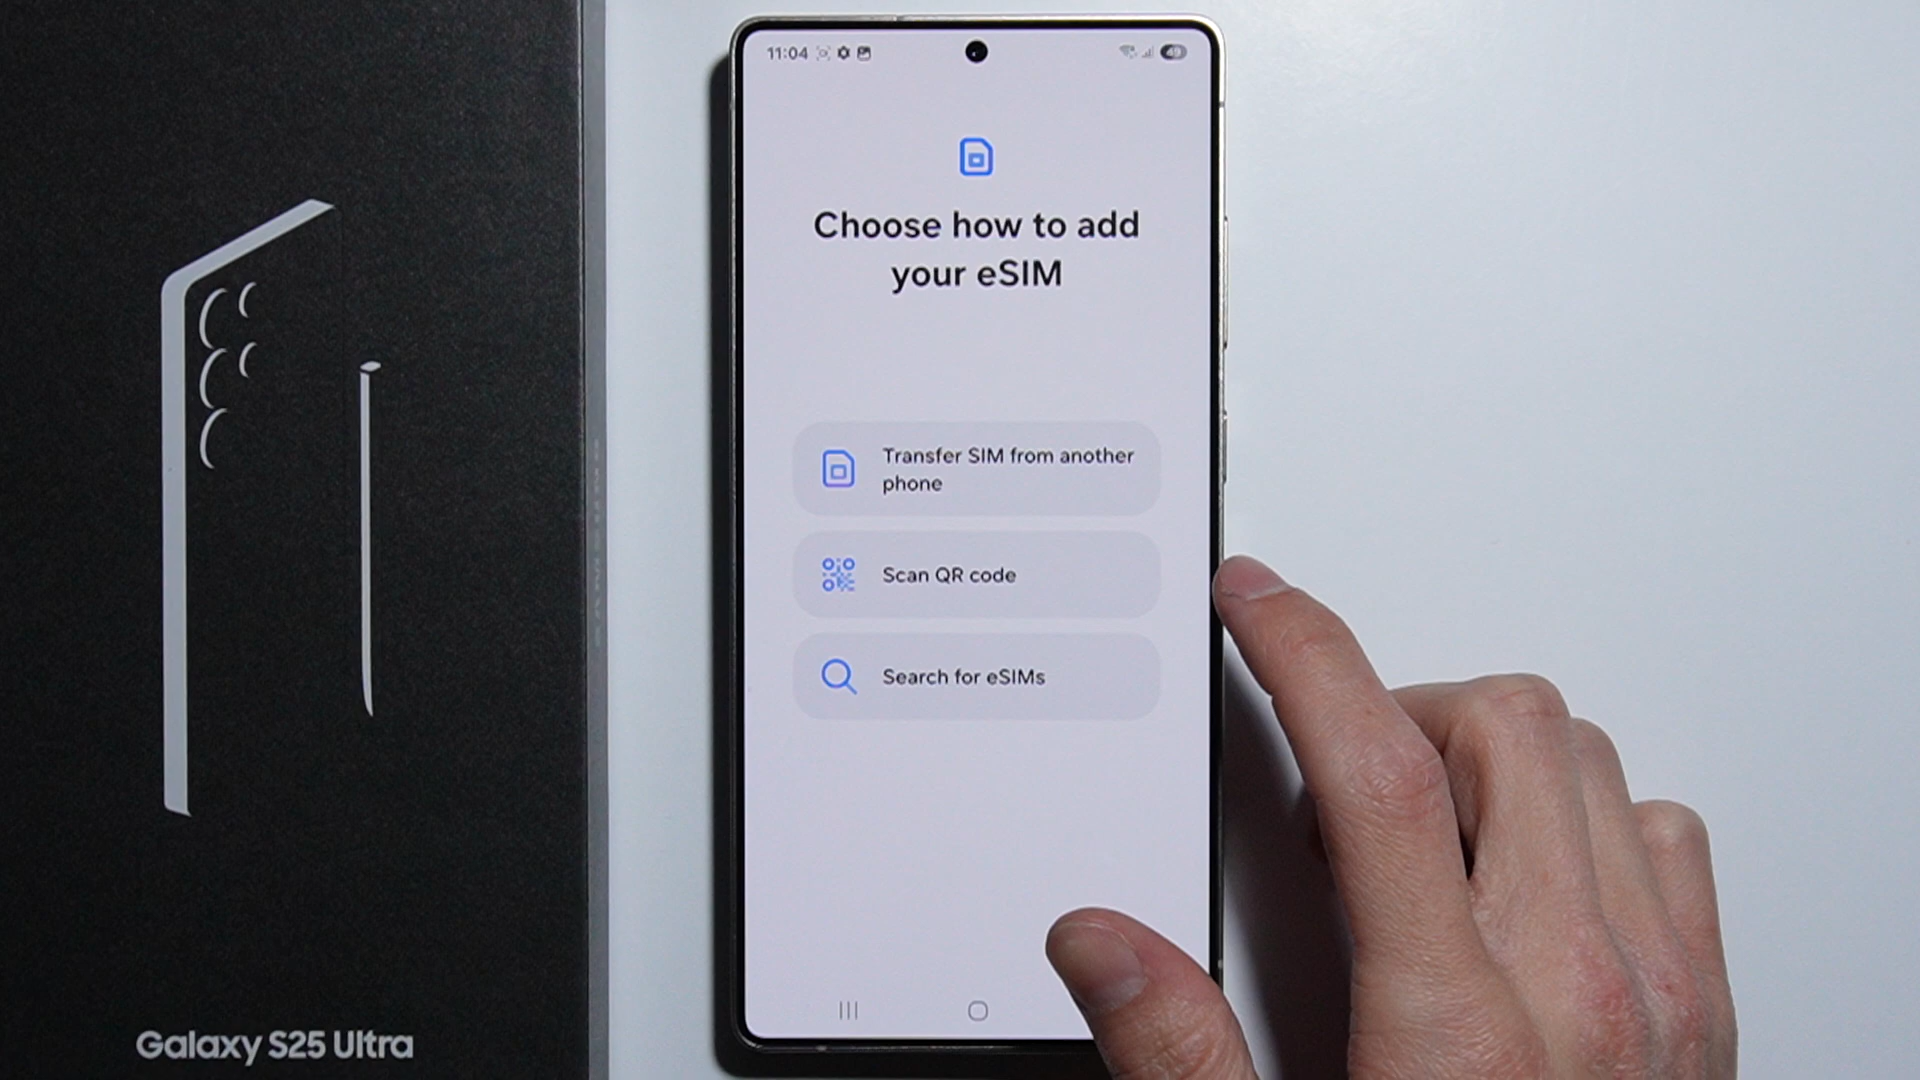 11:04
49
Choose how to add
your eSIM
Transfer SIM from another
phone
Scan QR code
Search for eSIMs
Galaxy S25 Ultra